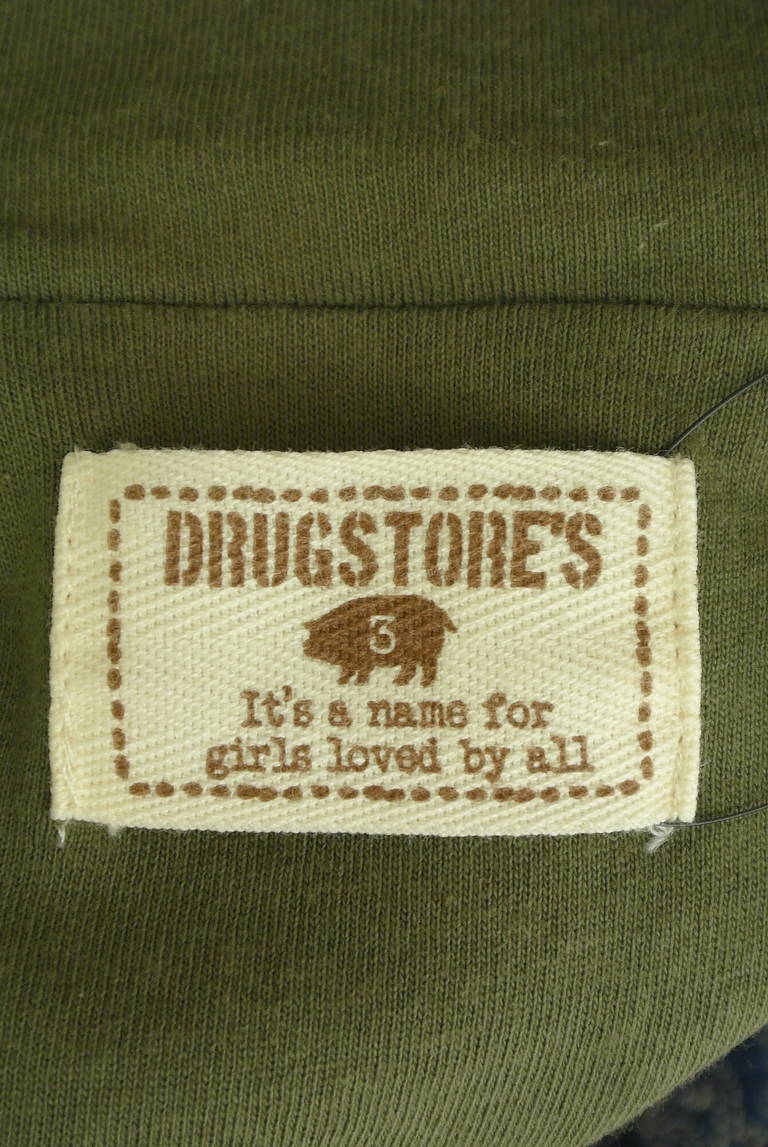 DRUGSTORE'S
3
It's a name for
girls loved by all